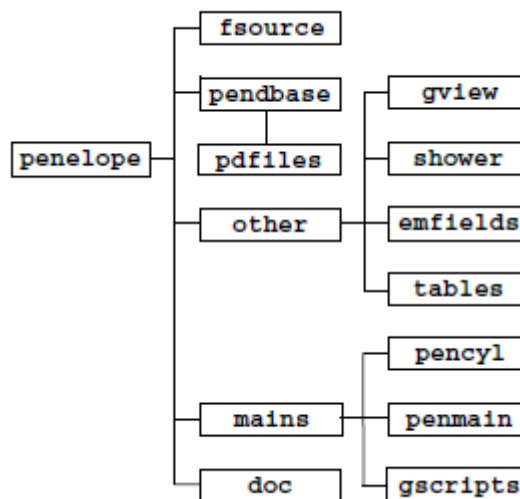 fsource
pendbase
gview
penelope
pdfiles
shower
other
emfields
tables
pencyl
mains
penmain
doc
gscripts